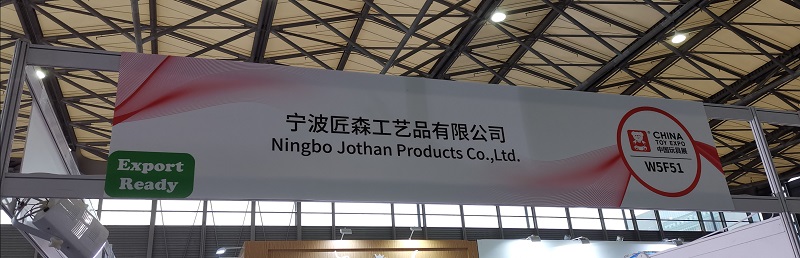 宁波匠森工艺品有限公司
Ningbo Jothan Products Co.,Ltd.
Export
Ready
CHINA
TOY EXPO
中国玩具展
W5F51